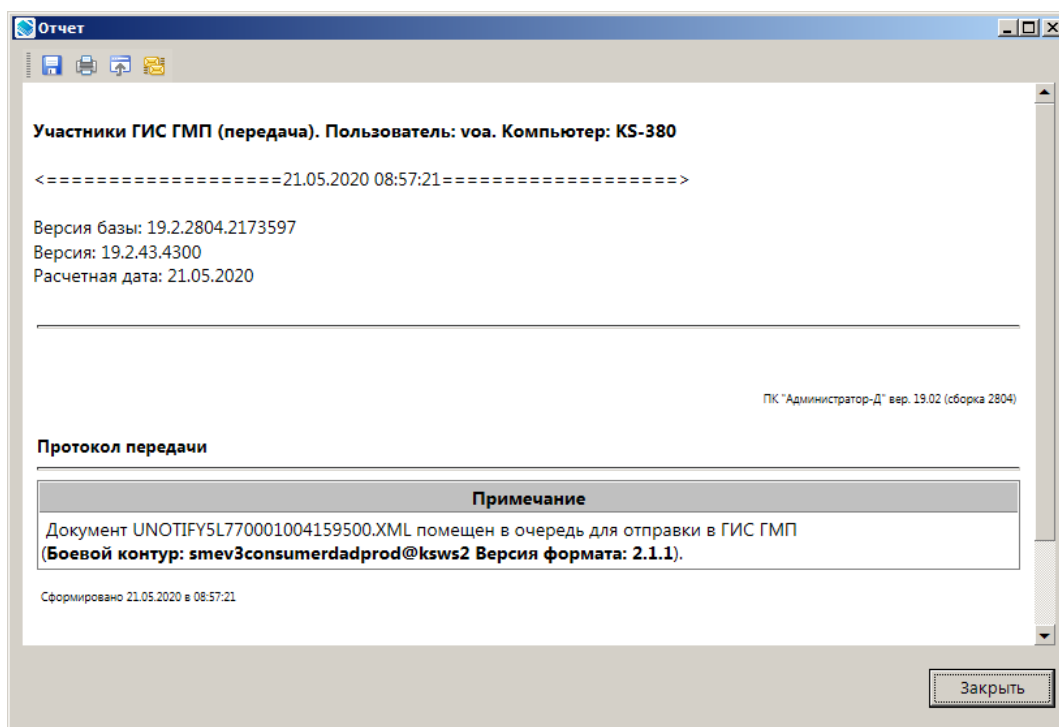 Отчет
Участники ГИС ГМП (передача). Пользователь: voa. Компьютер: KS-380
<===================21.05.2020 08:57:21===================>
Версия базы: 19.2.2804.2173597
Версия: 19.2.43.4300
Расчетная дата: 21.05.2020
ПК "Администратор-Д" вер. 19.02 (сборка 2804)
Протокол передачи
Примечание
Документ UNOTIFY5L770001004159500.XML помещен в очередь для отправки в ГИС ГМП
(Боевой контур: smev3consumerdadprod@ksws2 Версия формата: 2.1.1).
Сформировано 21.05.2020 в 08:57:21
Закрыть